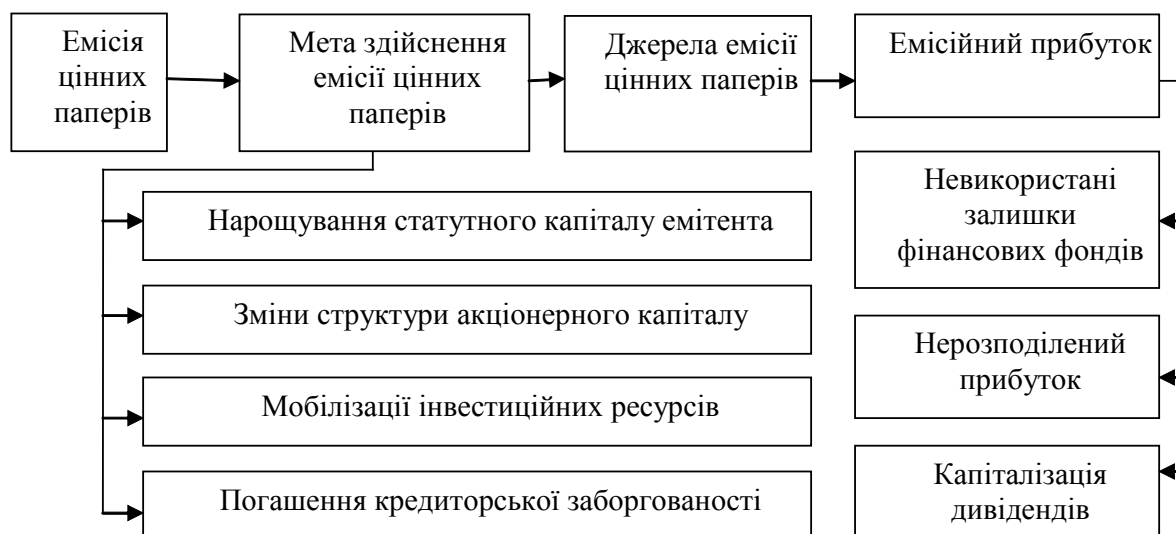 Емісія
цінних
паперів
Мета здійснення
емісії цінних
паперів
Джерела емісії
цінних паперів
Емісійний прибуток
Нарощування статутного капіталу емітента
Зміни структури акціонерного капіталу
Мобілізації інвестиційних ресурсів
Погашення кредиторської заборгованості
Невикористані
залишки
фінансових фондів
Нерозподілений
прибуток
Капіталізація
дивідендів